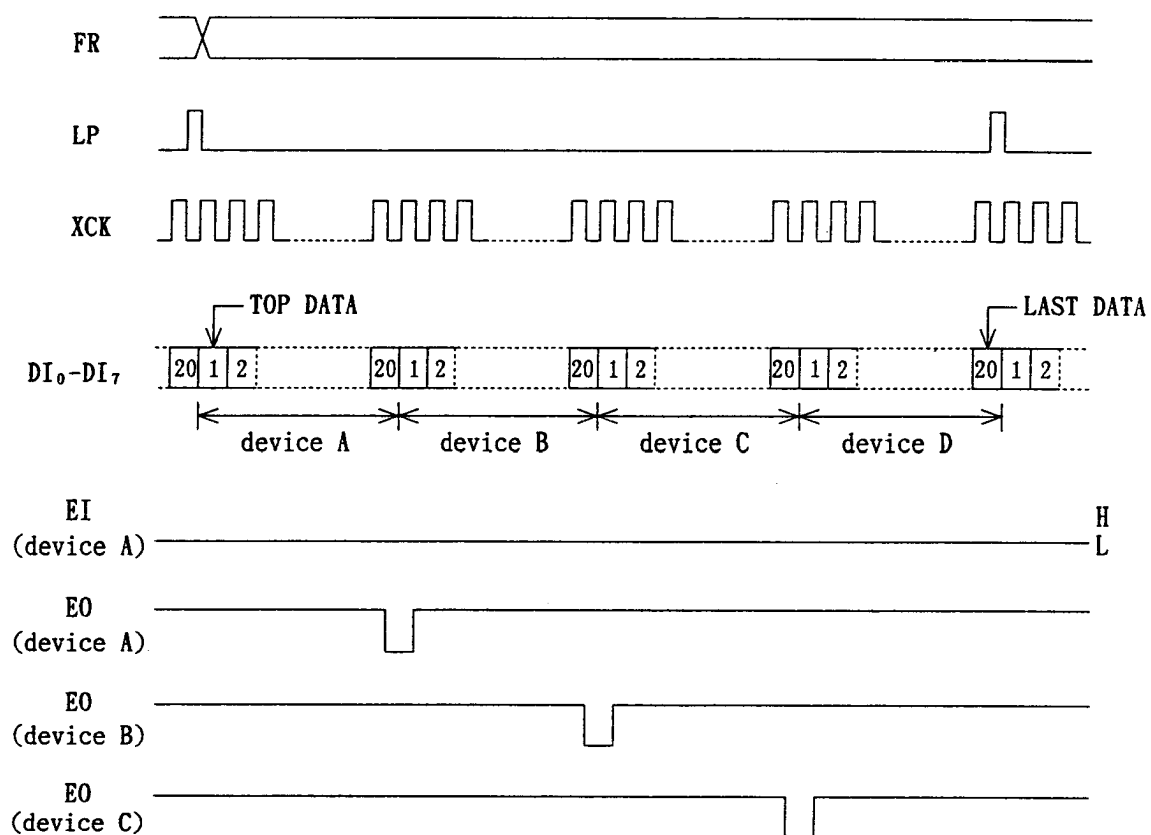 FR
LP
XCK
TOP DATA
LAST DATA
DI₀-DI₇
20 1 2 20 1 2 20 1 2 20 1 2 20 1 2
device A device B device C device D
EI
(device A)
H
L
EO
(device A)
EO
(device B)
EO
(device C)